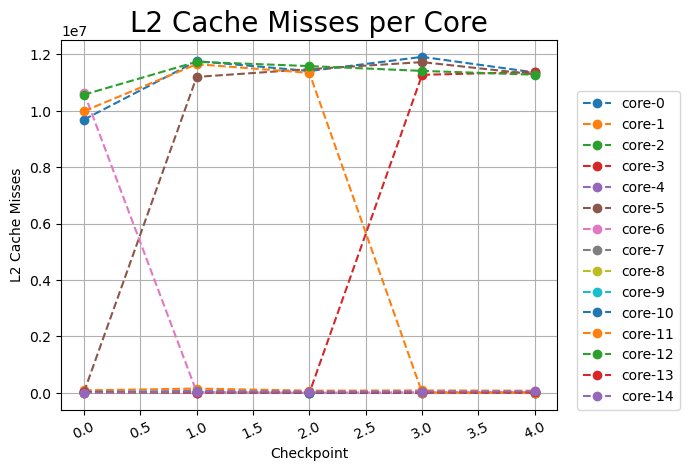 L2 Cache Misses per Core
1e7
1.2
1.0
0.8
0.6
0.4
0.2
0.0
L2 Cache Misses
0.0 0.5 1.0 1.5 2.0 2.5 3.0 3.5 4.0
Checkpoint
core-0
core-1
core-2
core-3
core-4
core-5
core-6
core-7
core-8
core-9
core-10
core-11
core-12
core-13
core-14